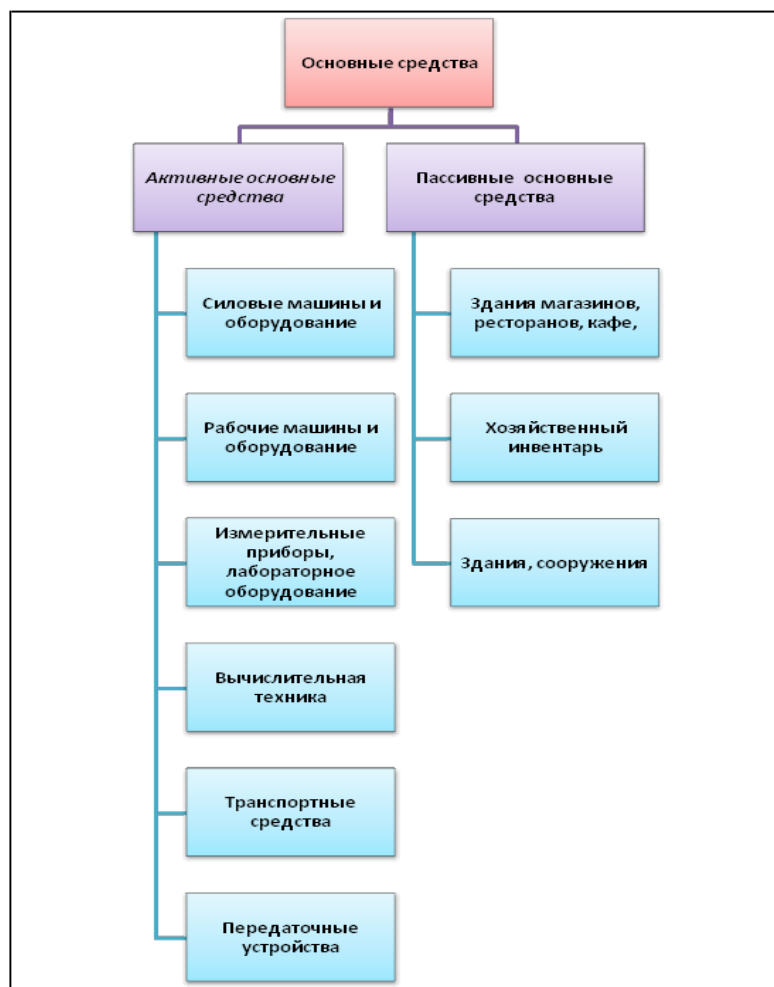 Основные средства
Активные основные
средства
Пассивные основные
средства
Силовые машины и
оборудование
Рабочие машины и
оборудование
Измерительные
приборы,
лабораторное
оборудование
Вычислительная
техника
Транспортные
средства
Передаточные
устройства
Здания магазинов,
ресторанов, кафе,
Хозяйственный
инвентарь
Здания, сооружения